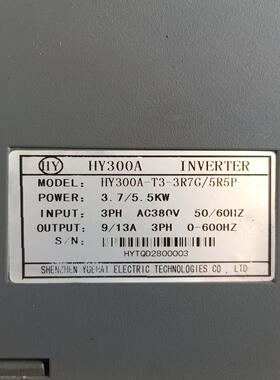 HY HY300A INVERTER
MODEL: HY300A-T3-3R7G/5R5P
POWER: 3.7/5.5KW
INPUT: 3PH AC380V 50/60HZ
OUTPUT: 9/13A 3PH 0-600HZ
S/N:
HYTQD2800003
SHENZHEN YUEHAI ELECTRIC TECHNOLOGIES CO., LTD